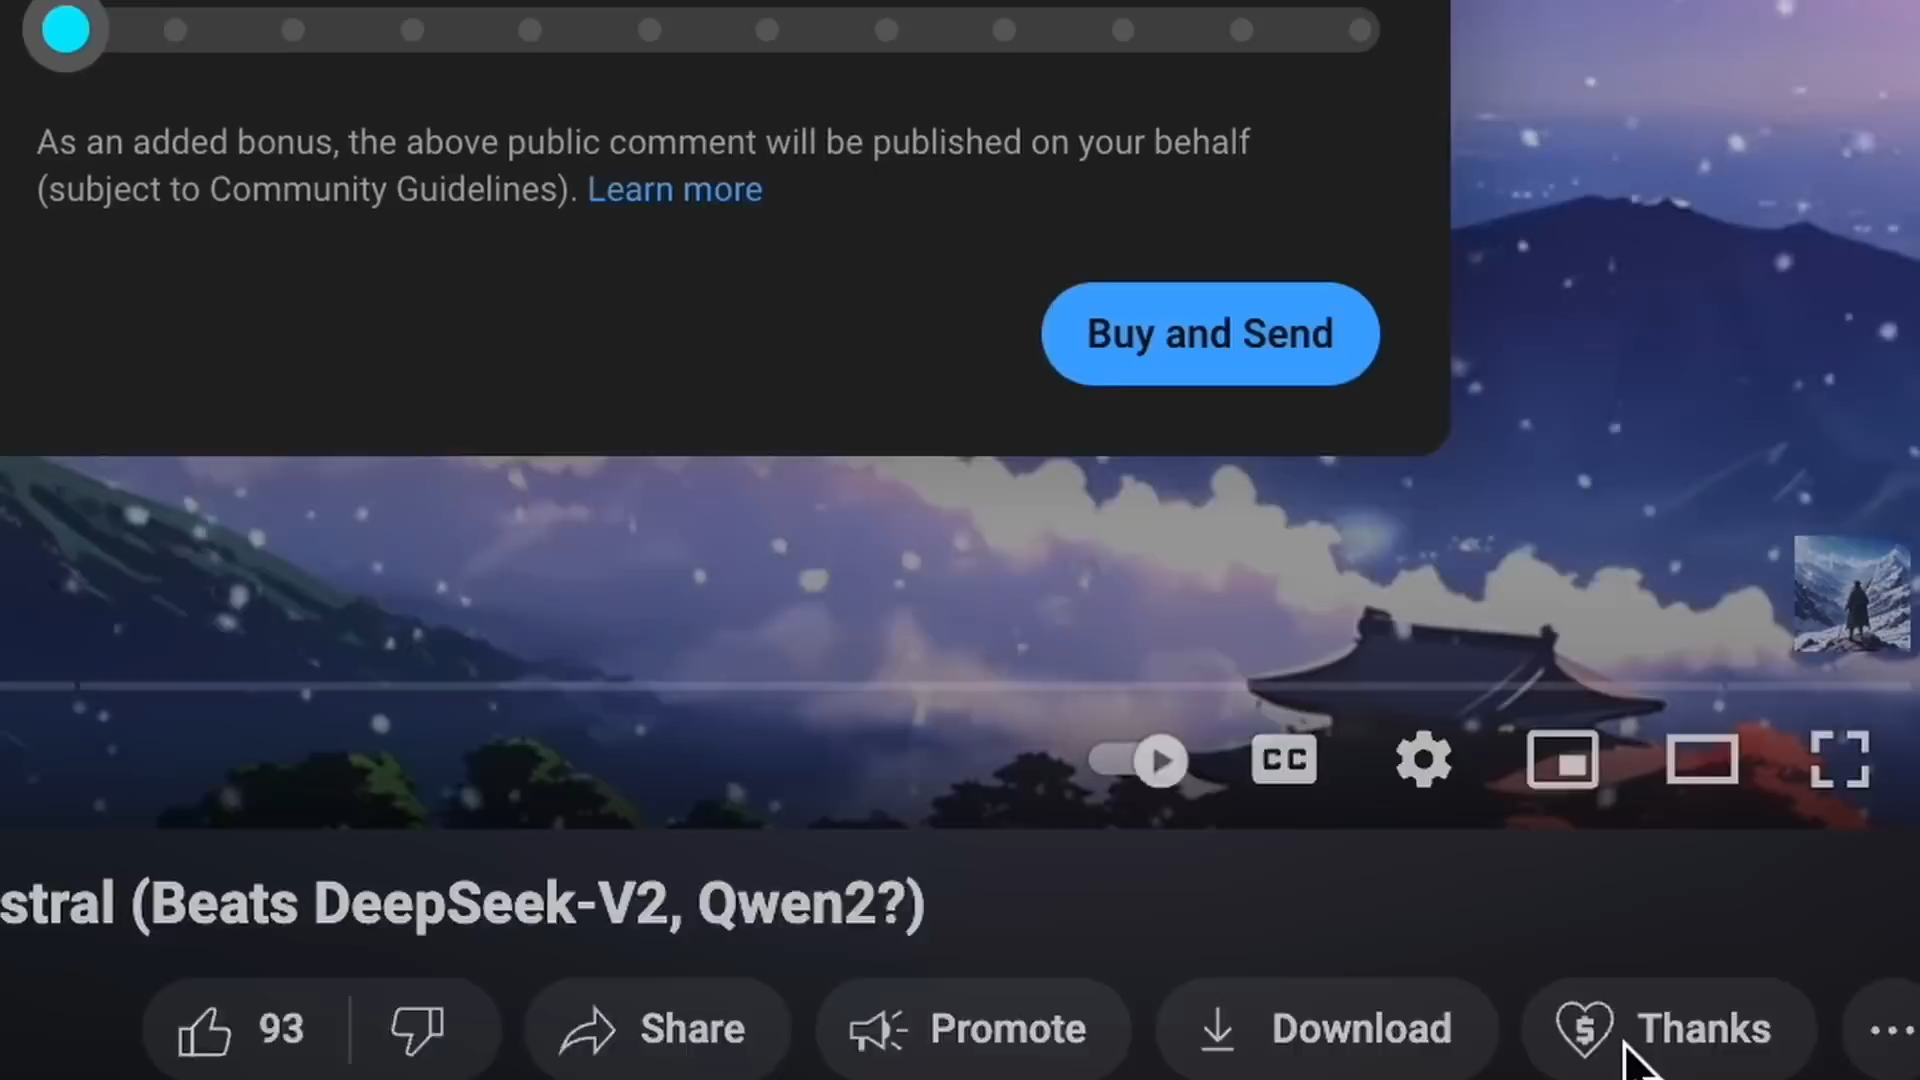 As an added bonus, the above public comment will be published on your behalf
(subject to Community Guidelines). Learn more
Buy and Send
CC
stral (Beats DeepSeek-V2, Qwen2?)
93
Share
Promote
Download
$
Thanks